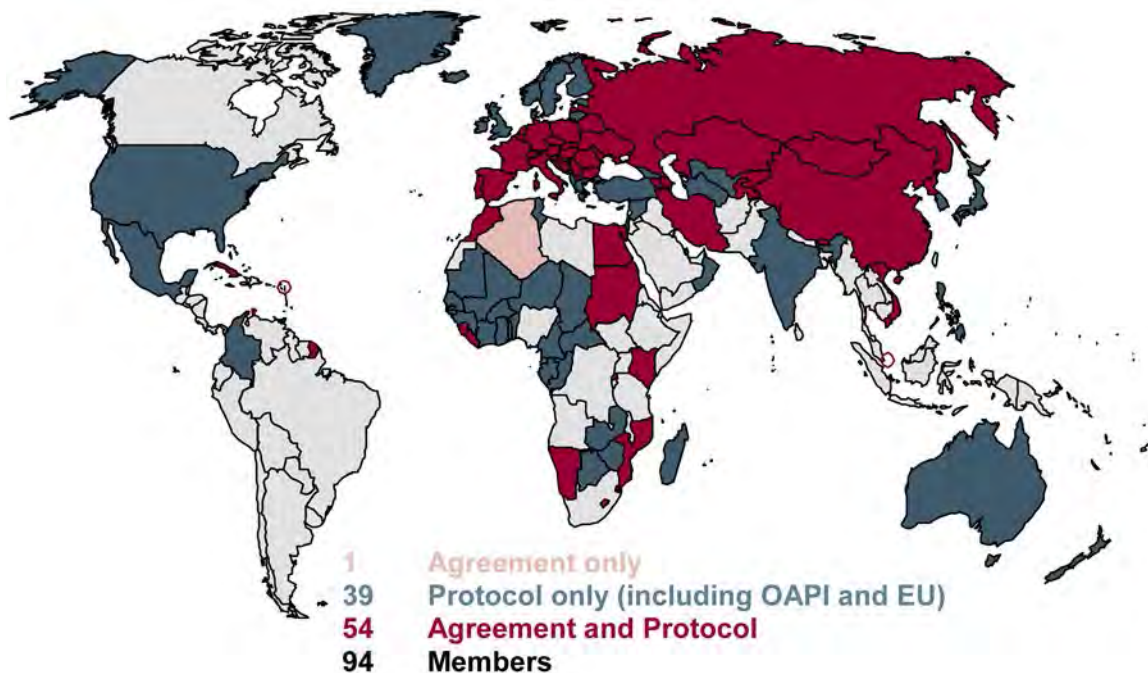 1 Agreement only
39 Protocol only (including OAPI and EU)
54 Agreement and Protocol
94 Members